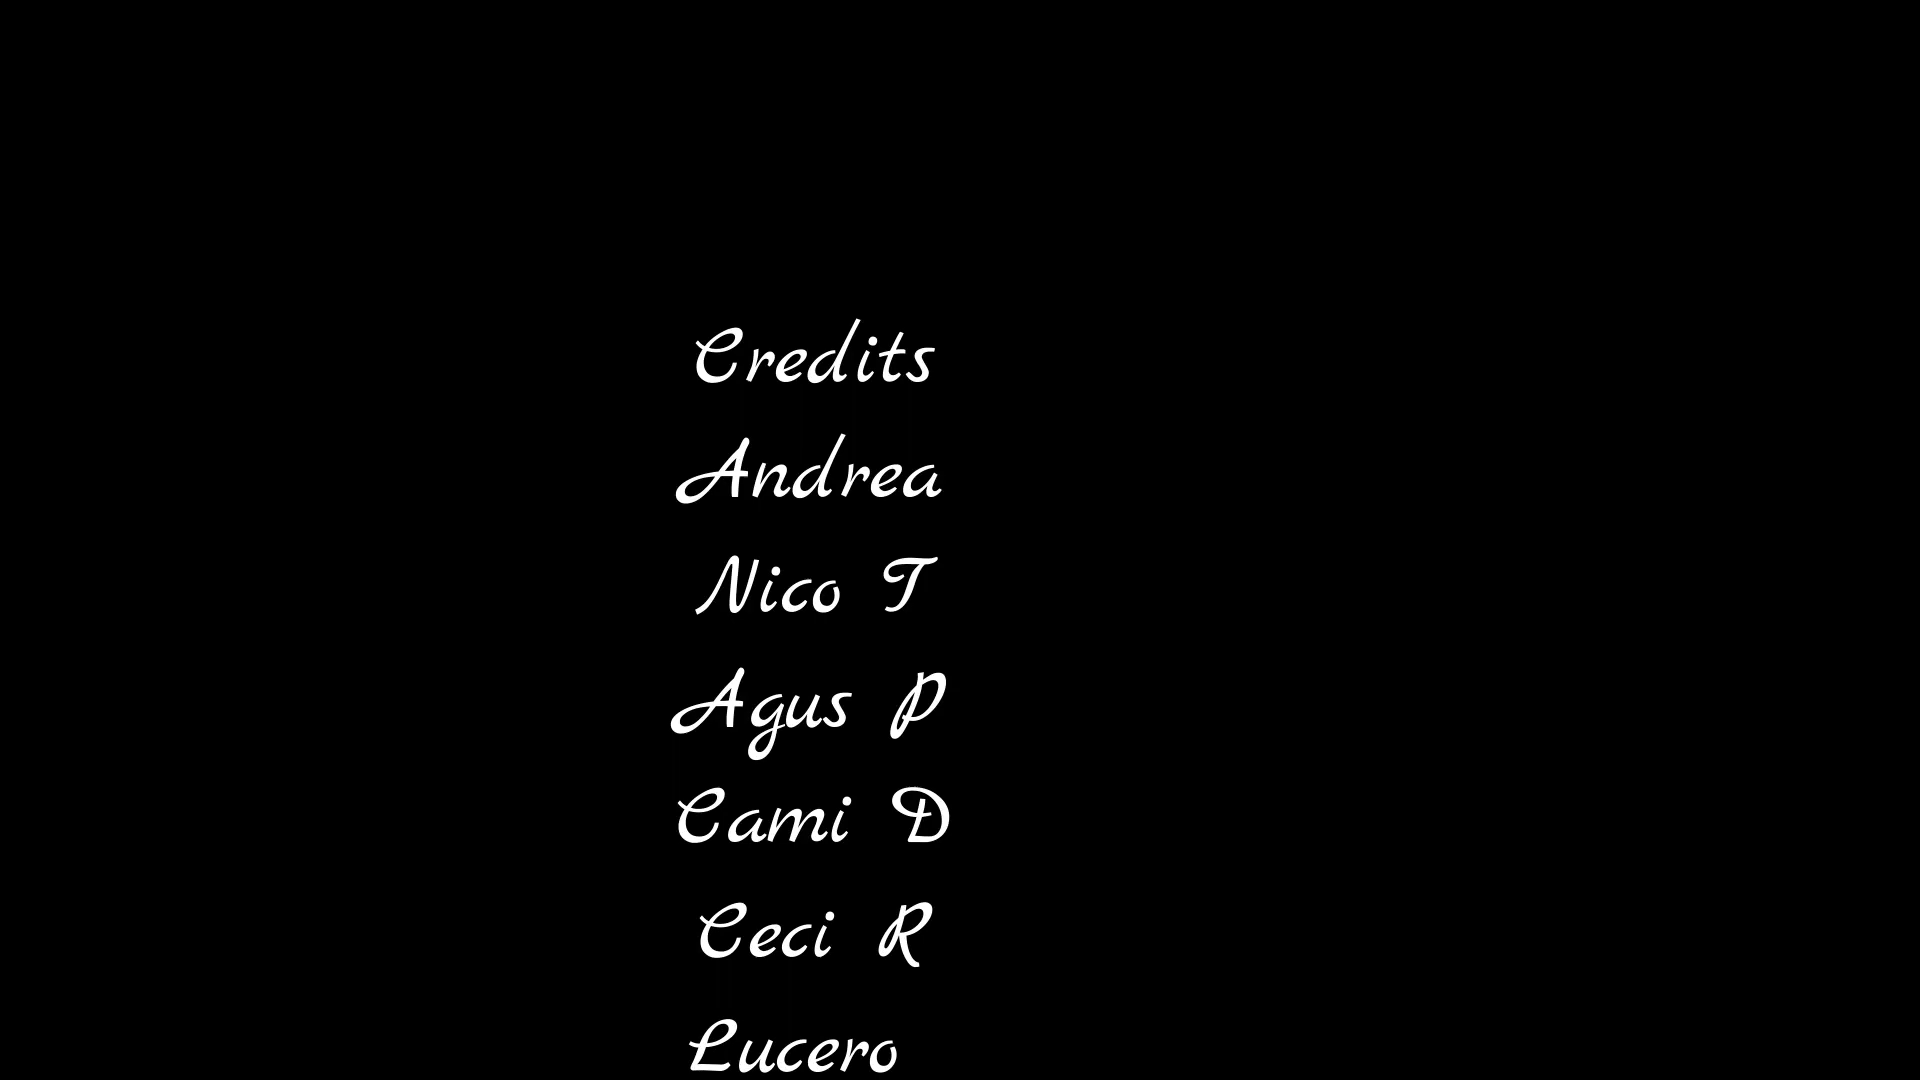 Credits
Andrea
Nico T
Agus P
Cami D
Ceci R
Lucero